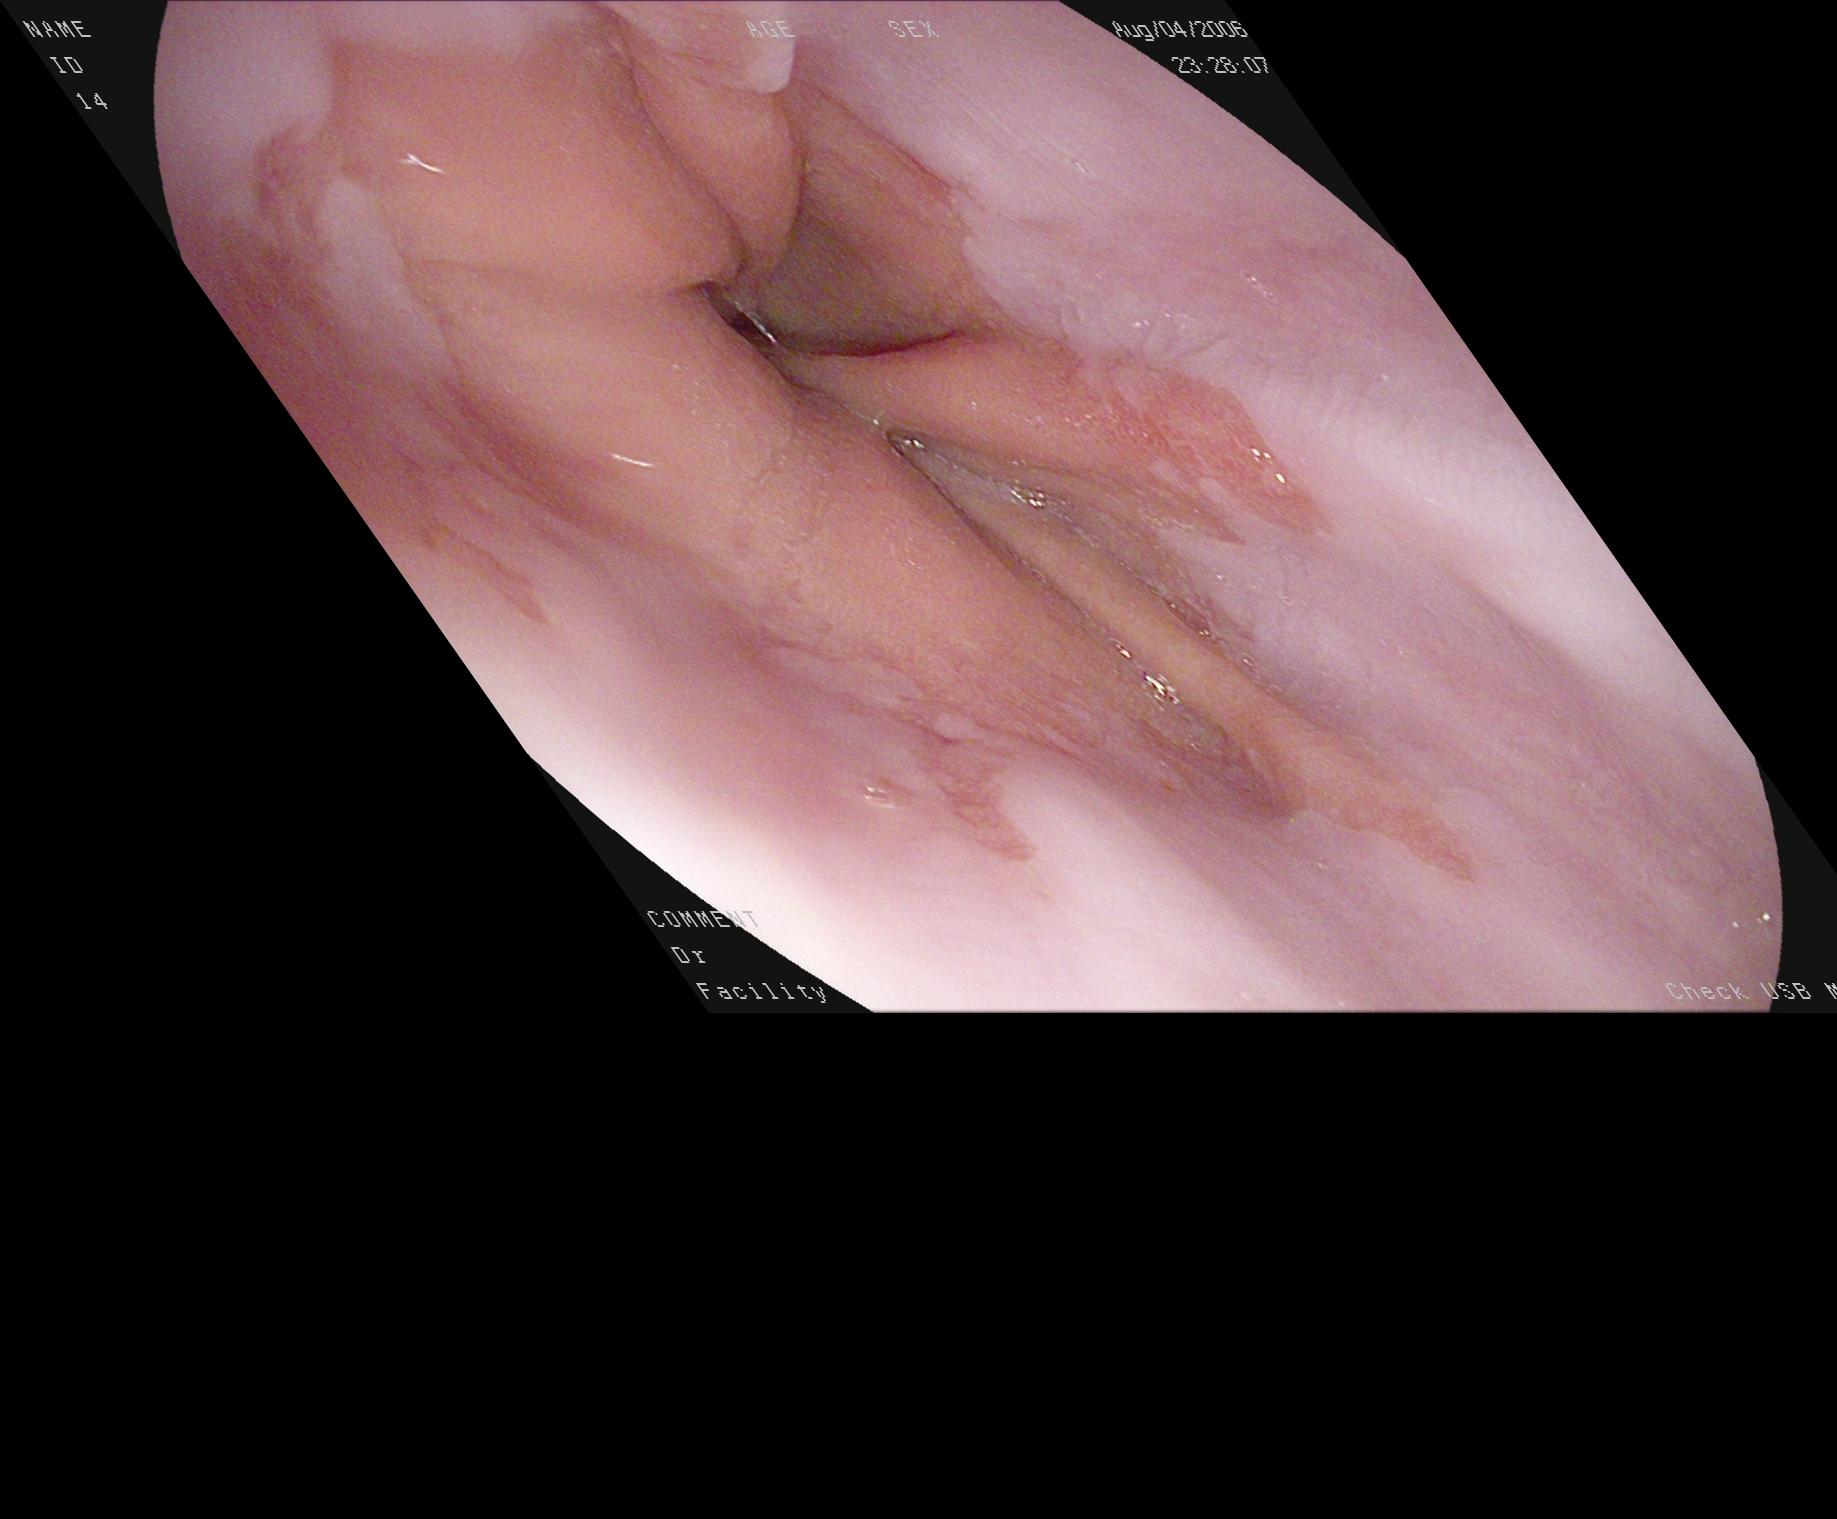 NAME AGE SEX Aug/04/2006
ID 23:28:07
14
COMMENT
Dr
Facility Check USB